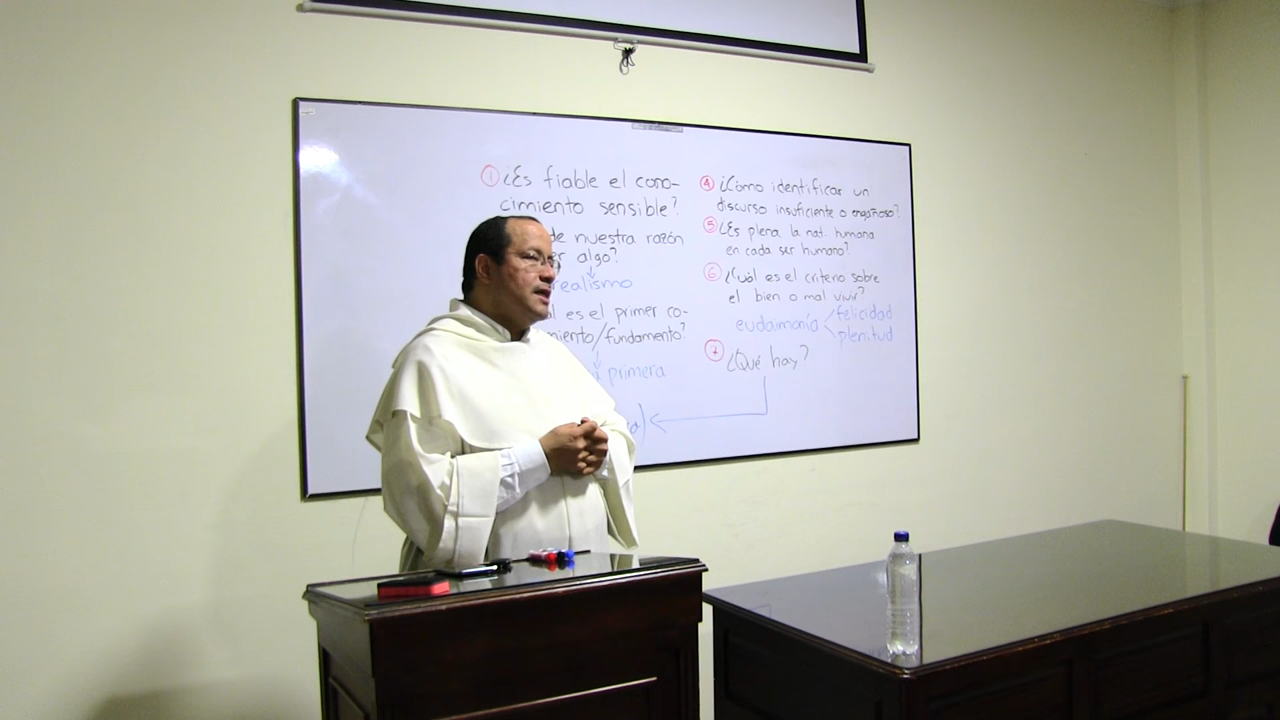 ① ¿Es fiable el cono-
cimiento sensible?
de nuestra razón
er algo?
realismo
al es el primer co-
miento/fundamento?
primera
④ ¿Cómo identificar un
discurso insuficiente o engañoso?
⑤ ¿Es plena la nat. humana
en cada ser humano?
⑥ ¿Cuál es el criterio sobre
el bien o mal vivir?
eudaimonía < felicidad
plenitud
⑦ ¿Qué hay?